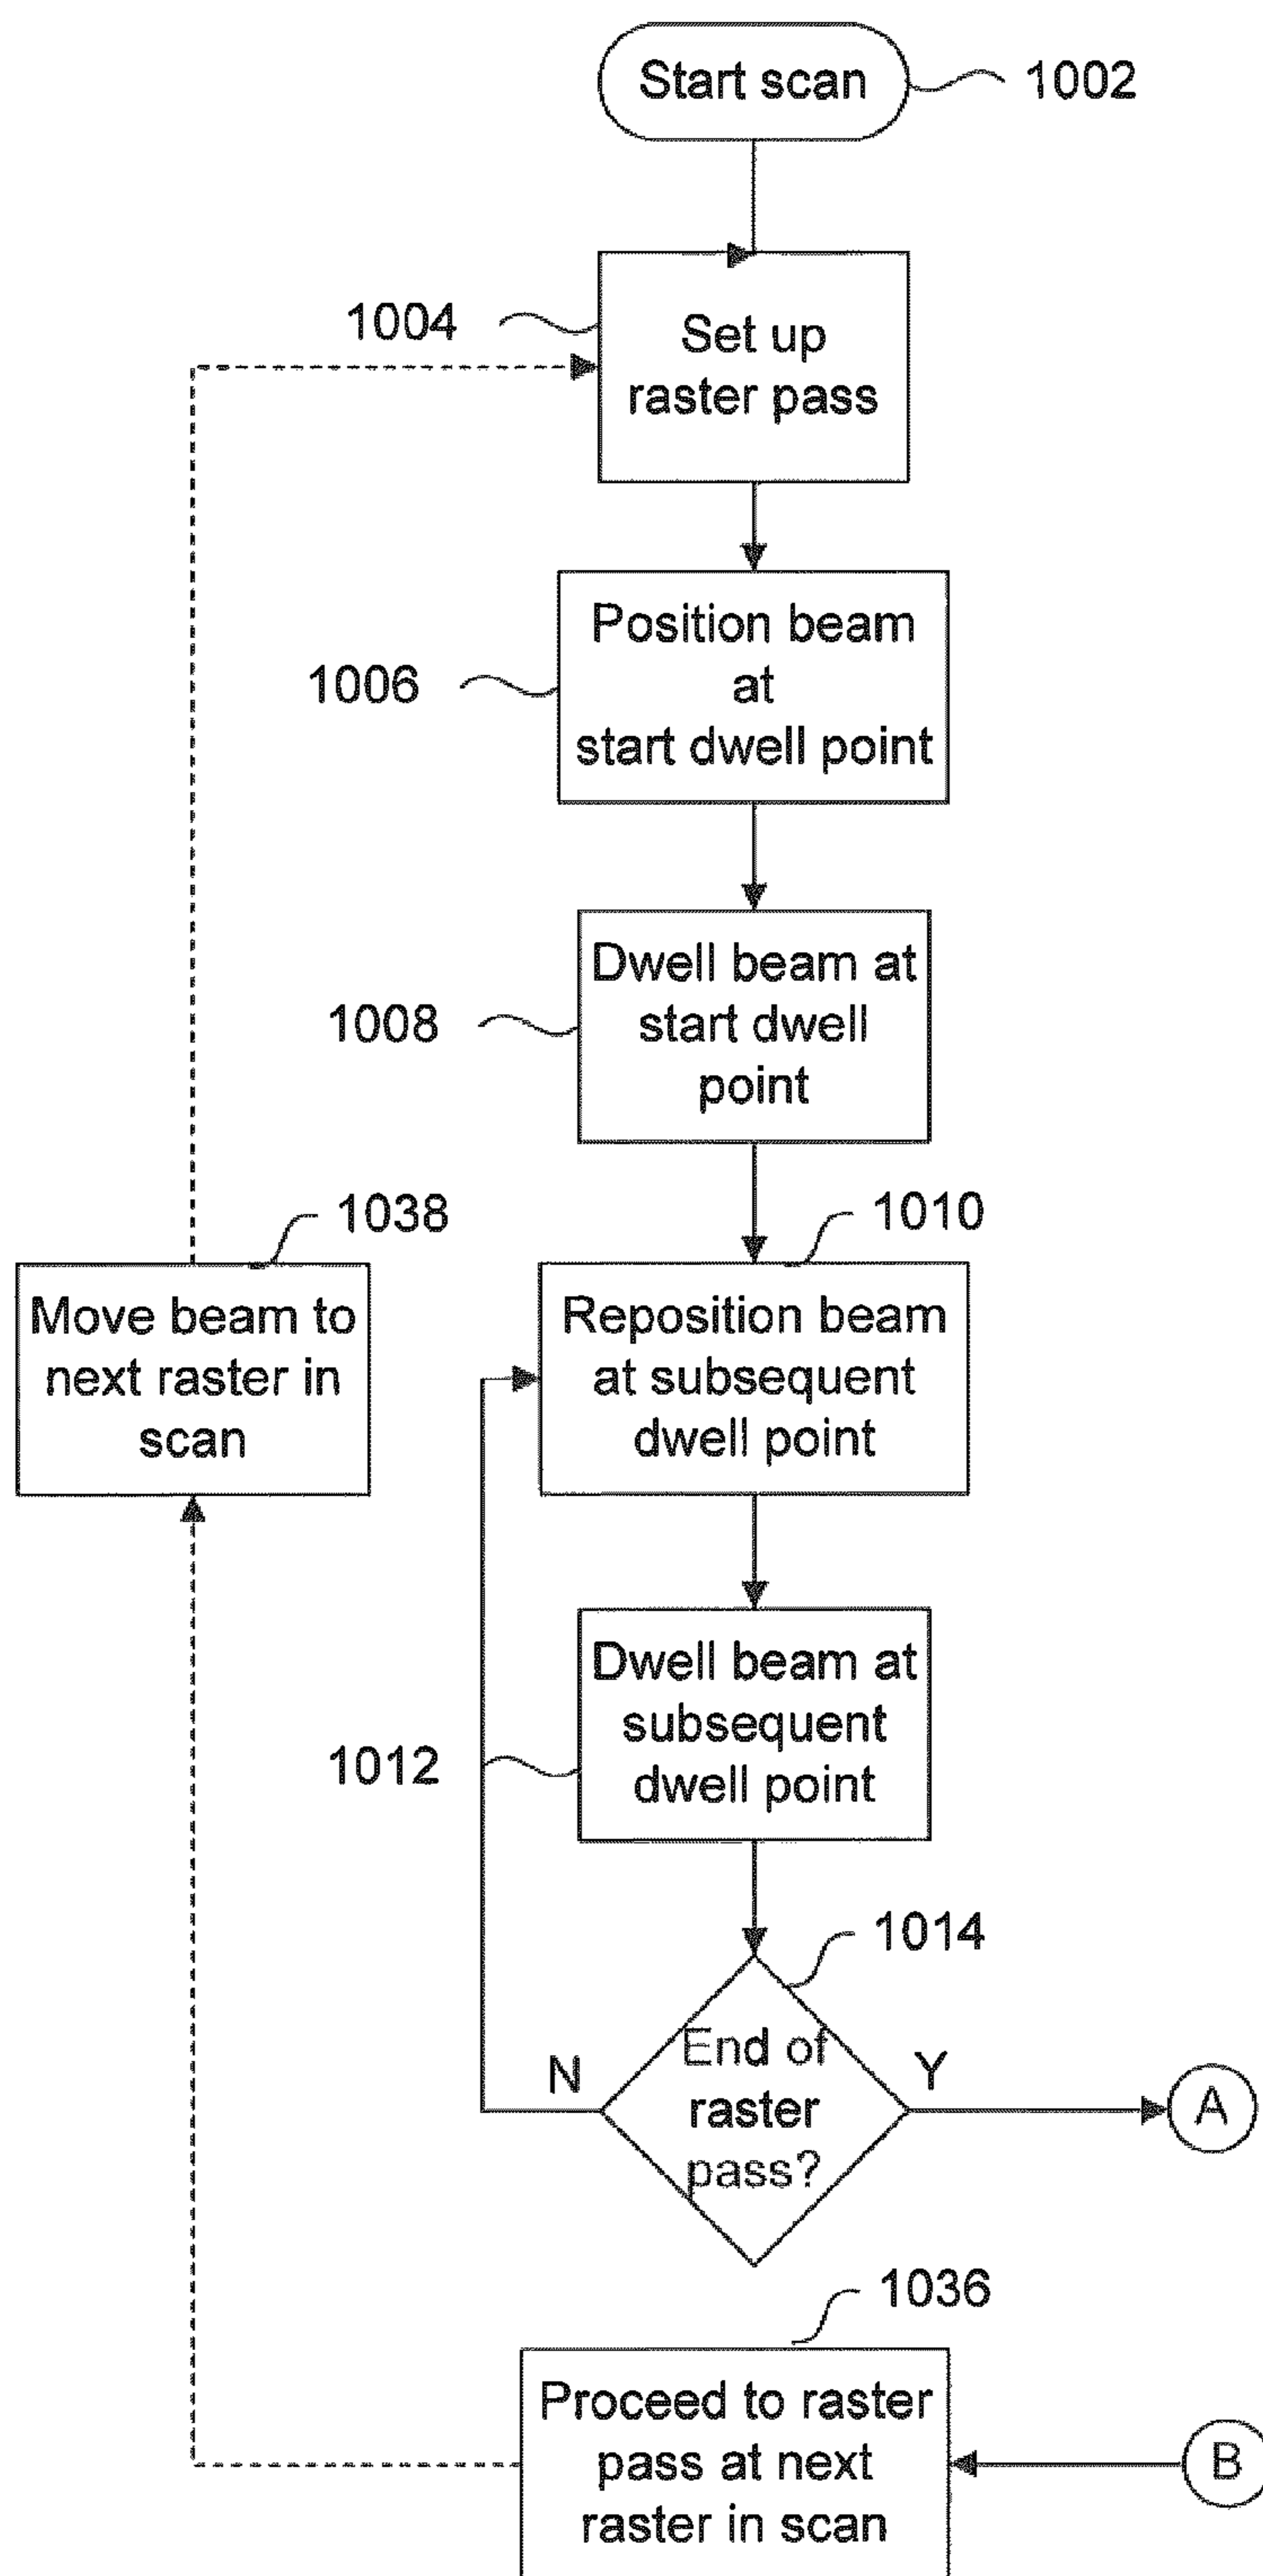 Start scan
1002
1004
Set up
raster pass
1006
Position beam
at
start dwell point
1008
Dwell beam at
start dwell
point
1038
Move beam to
next raster in
scan
1010
Reposition beam
at subsequent
dwell point
1012
Dwell beam at
subsequent
dwell point
1014
End of
raster
pass?
N
Y
A
1036
Proceed to raster
pass at next
raster in scan
B